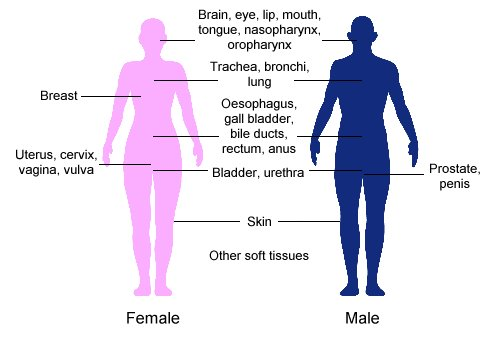 Brain, eye, lip, mouth,
tongue, nasopharynx,
oropharynx
Trachea, bronchi,
lung
Breast
Oesophagus,
gall bladder,
bile ducts,
rectum, anus
Uterus, cervix,
vagina, vulva
Bladder, urethra
Prostate,
penis
Skin
Other soft tissues
Female
Male